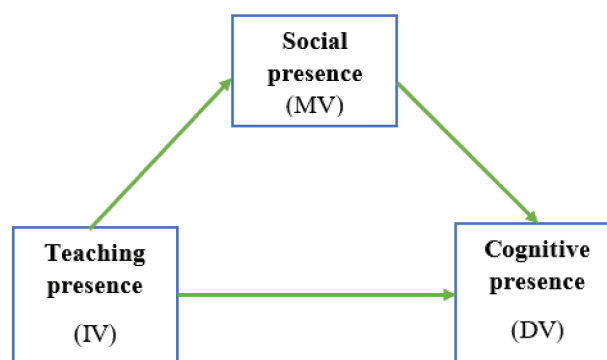 Social
presence
(MV)
Teaching
presence
(IV)
Cognitive
presence
(DV)